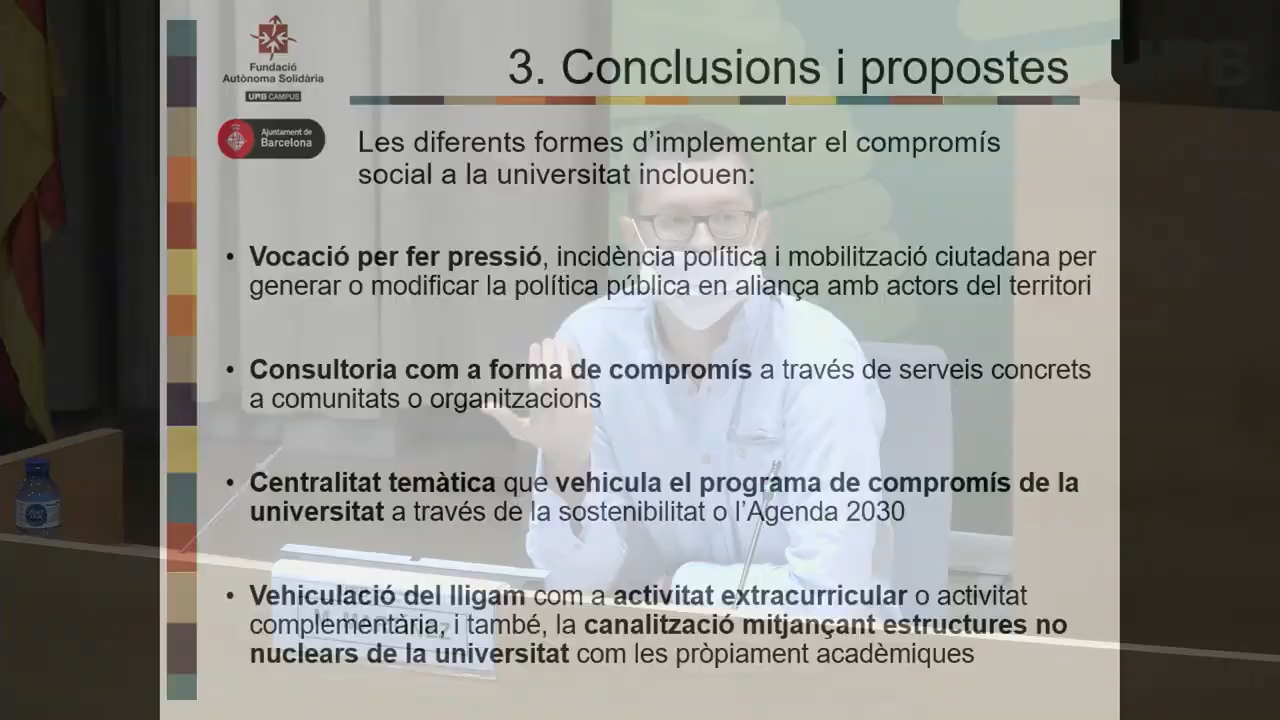 Fundació
Autònoma Solidària
UAB CAMPUS
3. Conclusions i propostes
UAB
Ajuntament de
Barcelona
Les diferents formes d’implementar el compromís
social a la universitat inclouen:
• Vocació per fer pressió, incidència política i mobilització ciutadana per
generar o modificar la política pública en aliança amb actors del territori
• Consultoria com a forma de compromís a través de serveis concrets
a comunitats o organitzacions
• Centralitat temàtica que vehicula el programa de compromís de la
universitat a través de la sostenibilitat o l’Agenda 2030
• Vehiculació del lligam com a activitat extracurricular o activitat
complementària, i també, la canalització mitjançant estructures no
nuclears de la universitat com les pròpiament acadèmiques